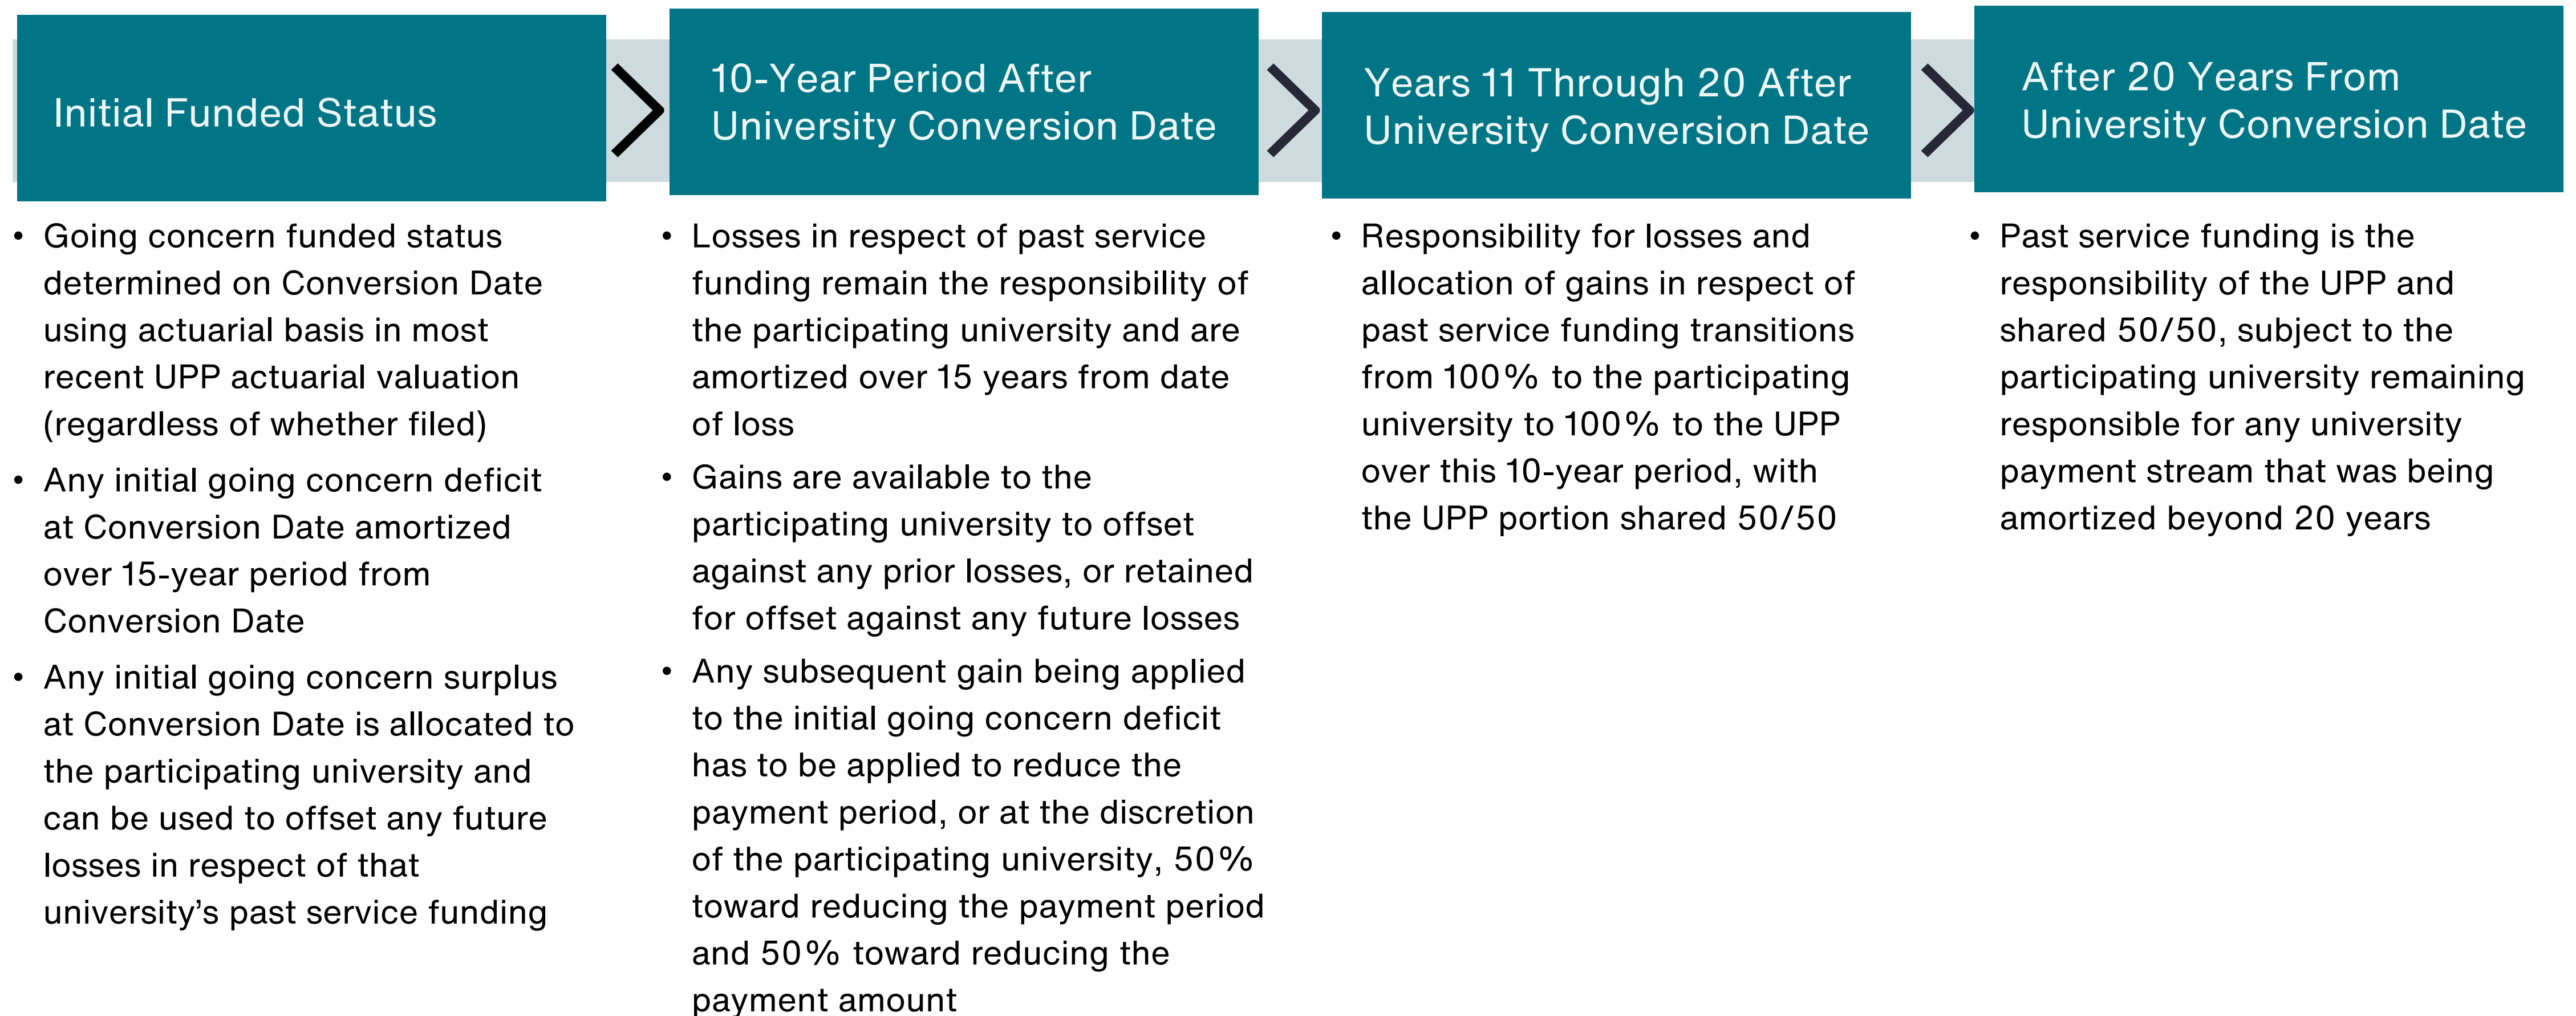 Initial Funded Status
• Going concern funded status
determined on Conversion Date
using actuarial basis in most
recent UPP actuarial valuation
(regardless of whether filed)
• Any initial going concern deficit
at Conversion Date amortized
over 15-year period from
Conversion Date
• Any initial going concern surplus
at Conversion Date is allocated to
the participating university and
can be used to offset any future
losses in respect of that
university’s past service funding
10-Year Period After
University Conversion Date
• Losses in respect of past service
funding remain the responsibility of
the participating university and are
amortized over 15 years from date
of loss
• Gains are available to the
participating university to offset
against any prior losses, or retained
for offset against any future losses
• Any subsequent gain being applied
to the initial going concern deficit
has to be applied to reduce the
payment period, or at the discretion
of the participating university, 50%
toward reducing the payment period
and 50% toward reducing the
payment amount
Years 11 Through 20 After
University Conversion Date
• Responsibility for losses and
allocation of gains in respect of
past service funding transitions
from 100% to the participating
university to 100% to the UPP
over this 10-year period, with
the UPP portion shared 50/50
After 20 Years From
University Conversion Date
• Past service funding is the
responsibility of the UPP and
shared 50/50, subject to the
participating university remaining
responsible for any university
payment stream that was being
amortized beyond 20 years